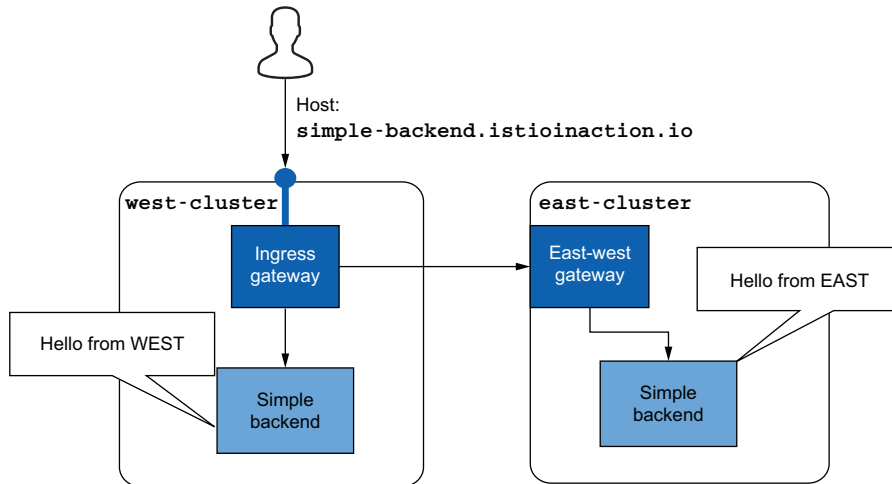 Host:
simple-backend.istioinaction.io
west-cluster
Ingress
gateway
Hello from WEST
Simple
backend
east-cluster
East-west
gateway
Hello from EAST
Simple
backend